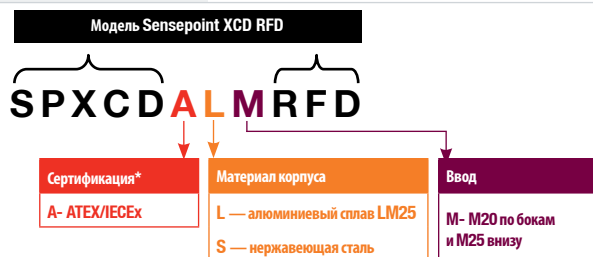 Модель Sensepoint XCD RFD
SPXCDALMRFD
Сертификация*
A- ATEX/IECEx
Материал корпуса
L — алюминиевый сплав LM25
S — нержавеющая сталь
Ввод
M- M20 по бокам
и M25 внизу